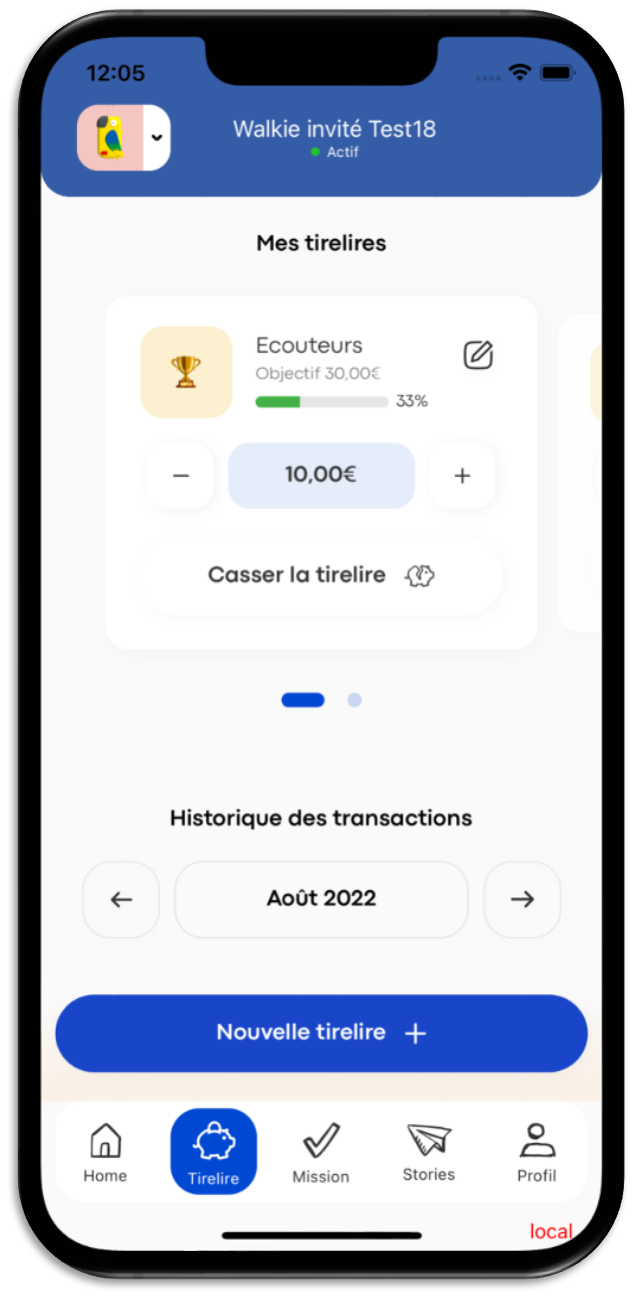 12:05
Walkie invité Test18
Actif
Mes tirelires
Ecouteurs
Objectif 30,00€
33%
− 10,00€ +
Casser la tirelire
Historique des transactions
← Août 2022 →
Nouvelle tirelire +
Home Tirelire Mission Stories Profil
local